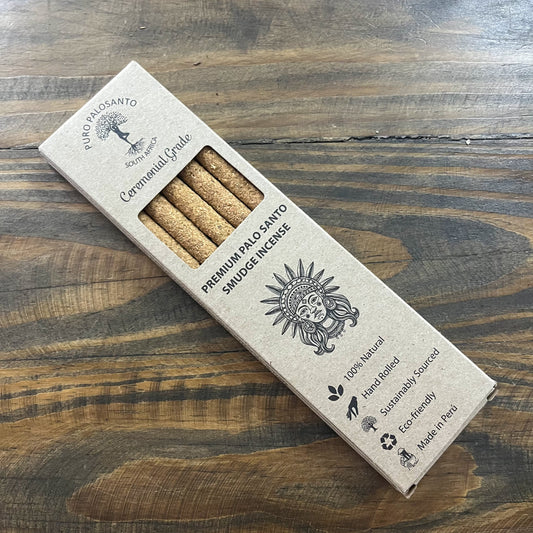 PURO PALOSANTO
SOUTH AFRICA
Ceremonial Grade
PREMIUM PALO SANTO
SMUDGE INCENSE
100% Natural
Hand Rolled
Sustainably Sourced
Eco-friendly
Made in Perú